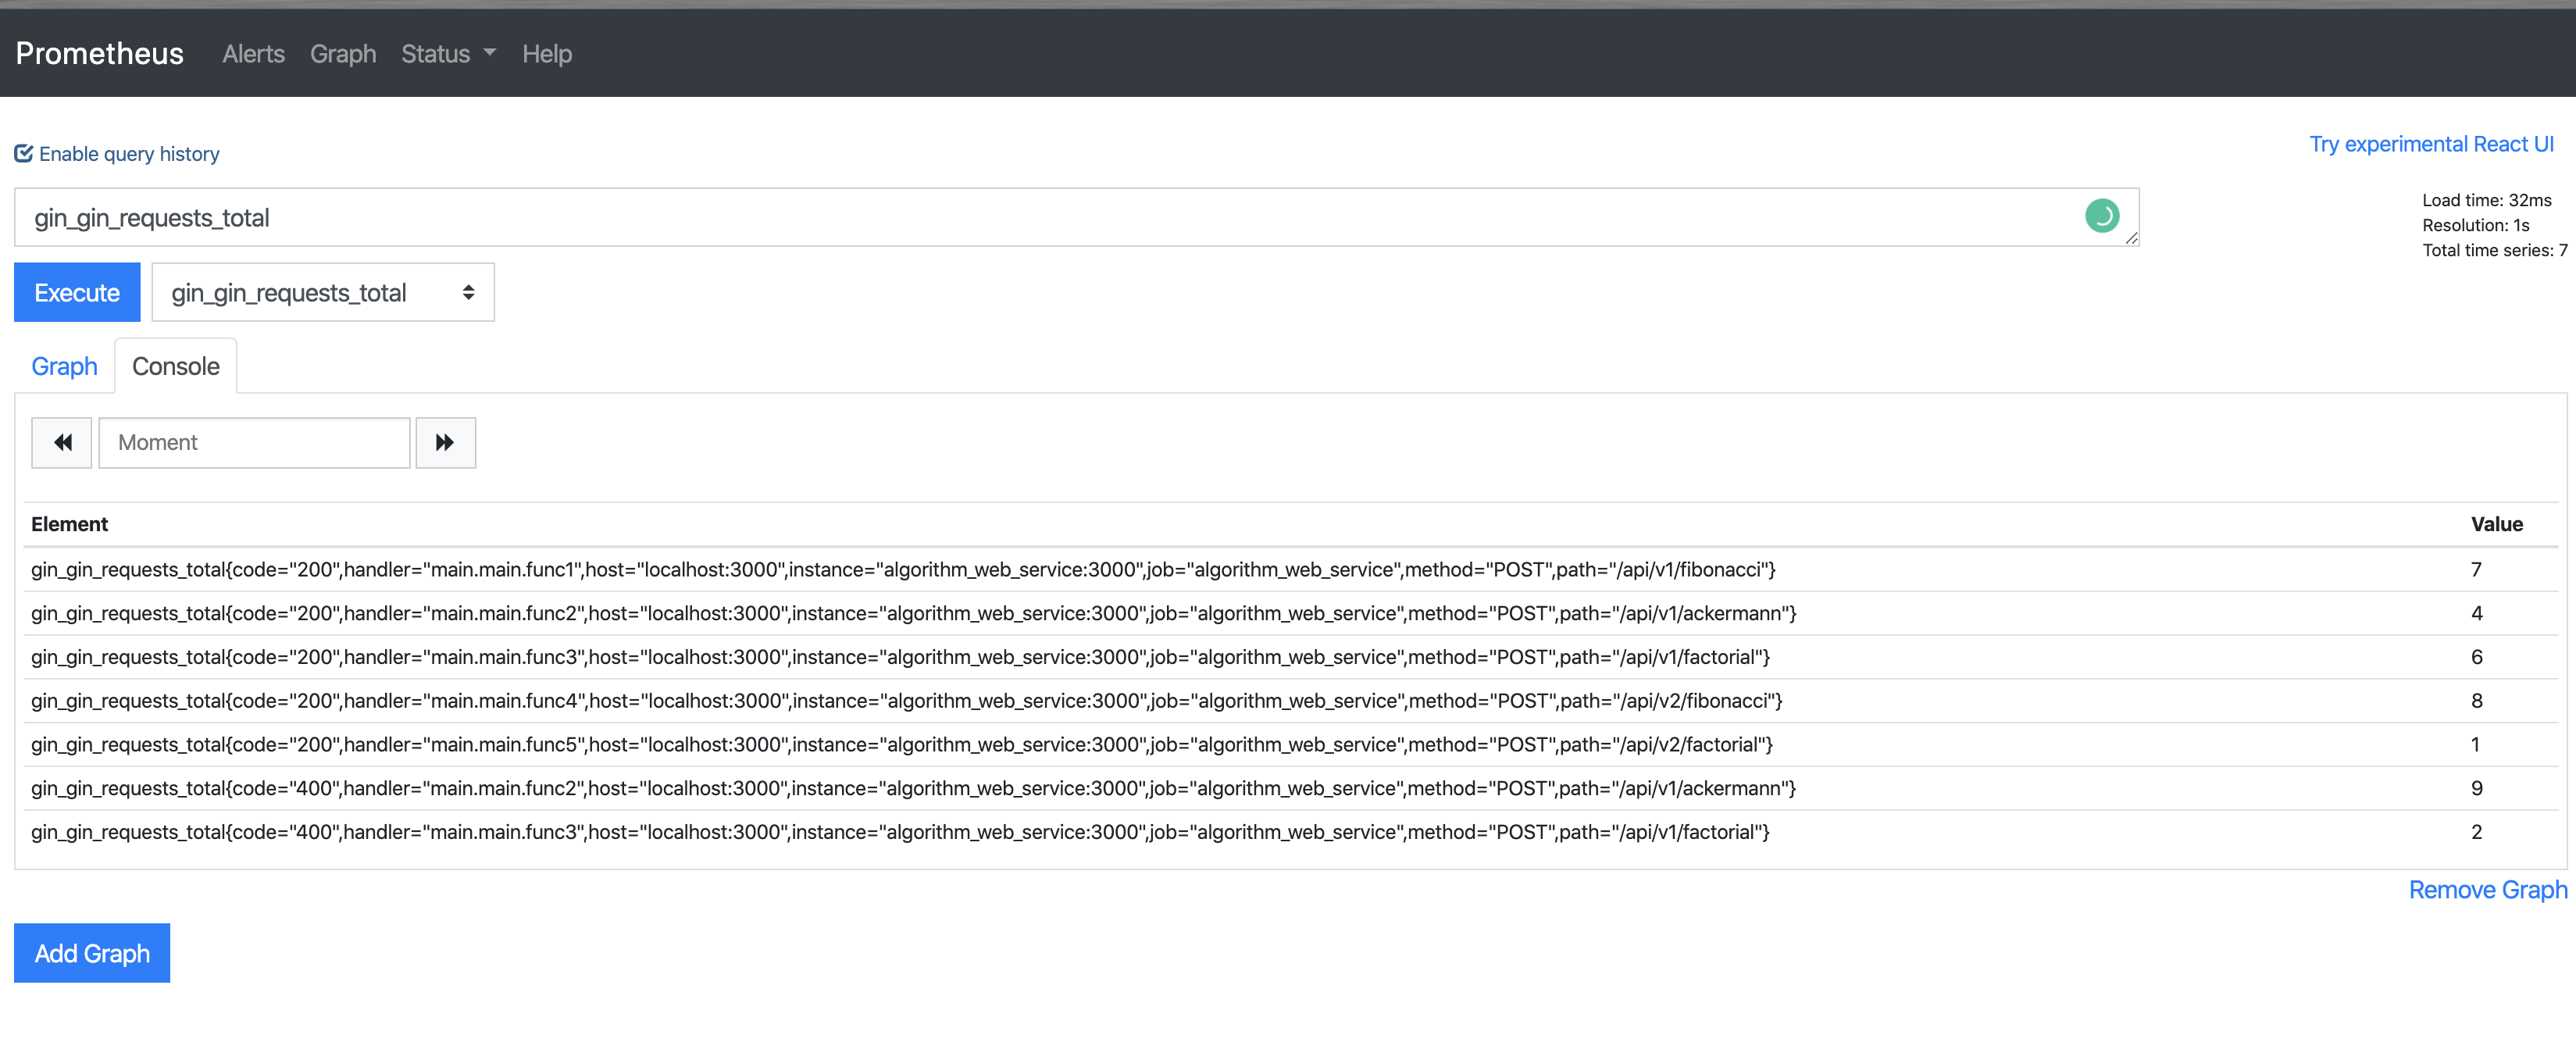 Prometheus Alerts Graph Status Help
Enable query history
Try experimental React UI
gin_gin_requests_total
Load time: 32ms
Resolution: 1s
Total time series: 7
Execute gin_gin_requests_total
Graph Console
Moment
Element Value
gin_gin_requests_total{code="200",handler="main.main.func1",host="localhost:3000",instance="algorithm_web_service:3000",job="algorithm_web_service",method="POST",path="/api/v1/fibonacci"} 7
gin_gin_requests_total{code="200",handler="main.main.func2",host="localhost:3000",instance="algorithm_web_service:3000",job="algorithm_web_service",method="POST",path="/api/v1/ackermann"} 4
gin_gin_requests_total{code="200",handler="main.main.func3",host="localhost:3000",instance="algorithm_web_service:3000",job="algorithm_web_service",method="POST",path="/api/v1/factorial"} 6
gin_gin_requests_total{code="200",handler="main.main.func4",host="localhost:3000",instance="algorithm_web_service:3000",job="algorithm_web_service",method="POST",path="/api/v2/fibonacci"} 8
gin_gin_requests_total{code="200",handler="main.main.func5",host="localhost:3000",instance="algorithm_web_service:3000",job="algorithm_web_service",method="POST",path="/api/v2/factorial"} 1
gin_gin_requests_total{code="400",handler="main.main.func2",host="localhost:3000",instance="algorithm_web_service:3000",job="algorithm_web_service",method="POST",path="/api/v1/ackermann"} 9
gin_gin_requests_total{code="400",handler="main.main.func3",host="localhost:3000",instance="algorithm_web_service:3000",job="algorithm_web_service",method="POST",path="/api/v1/factorial"} 2
Remove Graph
Add Graph